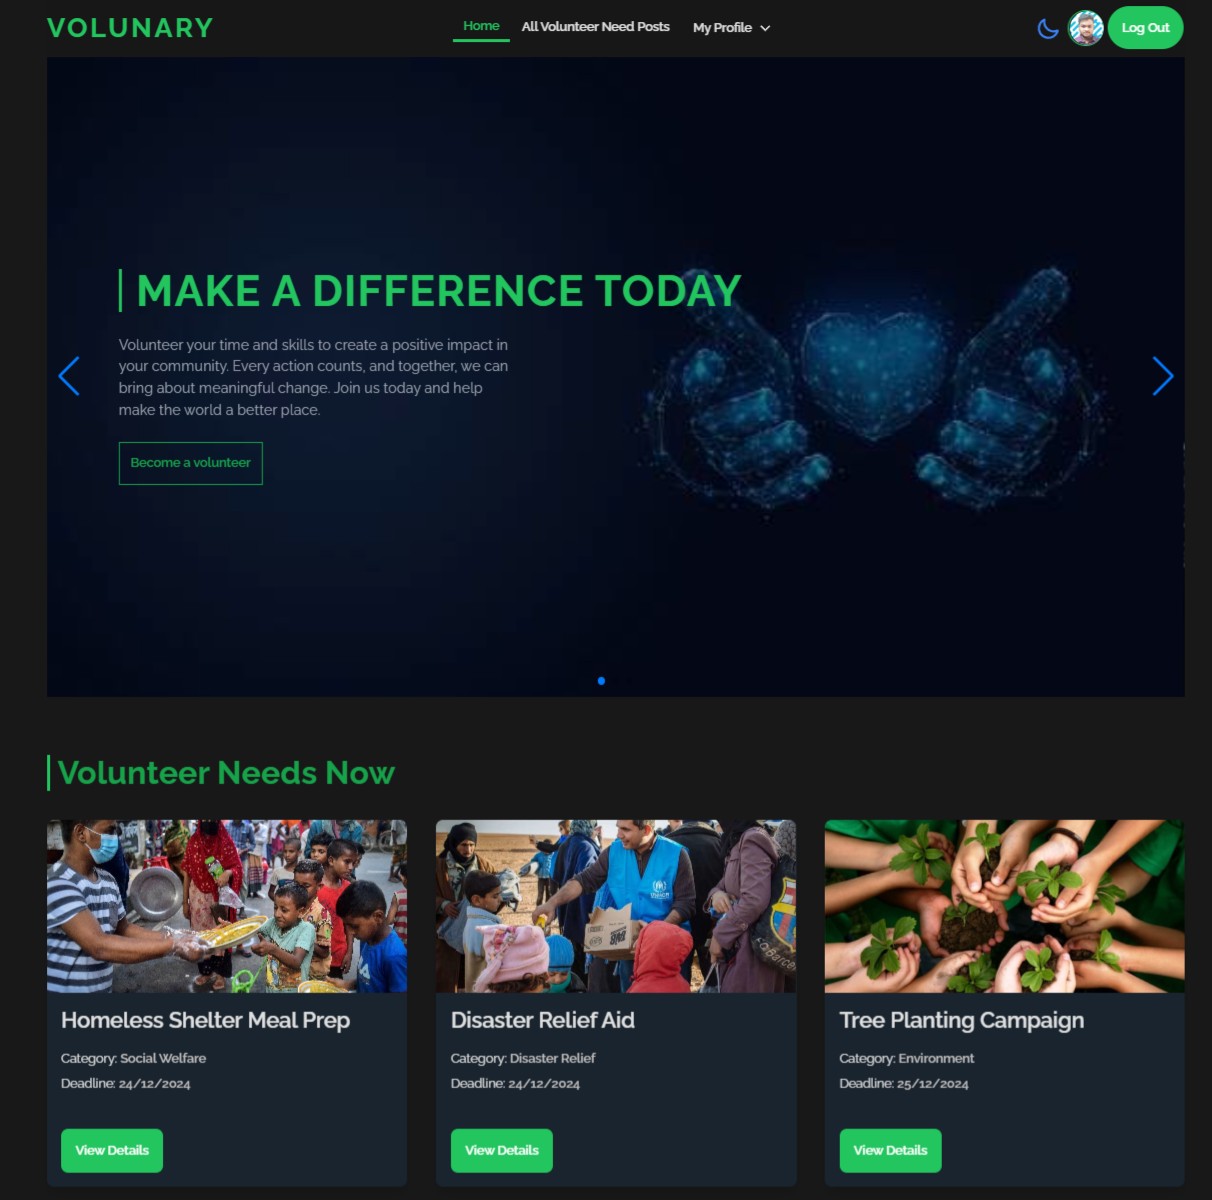 VOLUNARY
Home All Volunteer Need Posts My Profile
Log Out
MAKE A DIFFERENCE TODAY
Volunteer your time and skills to create a positive impact in
your community. Every action counts, and together, we can
bring about meaningful change. Join us today and help
make the world a better place.
Become a volunteer
Volunteer Needs Now
UNHCR
Homeless Shelter Meal Prep
Disaster Relief Aid
Tree Planting Campaign
Category: Social Welfare
Category: Disaster Relief
Category: Environment
Deadline: 24/12/2024
Deadline: 24/12/2024
Deadline: 25/12/2024
View Details
View Details
View Details